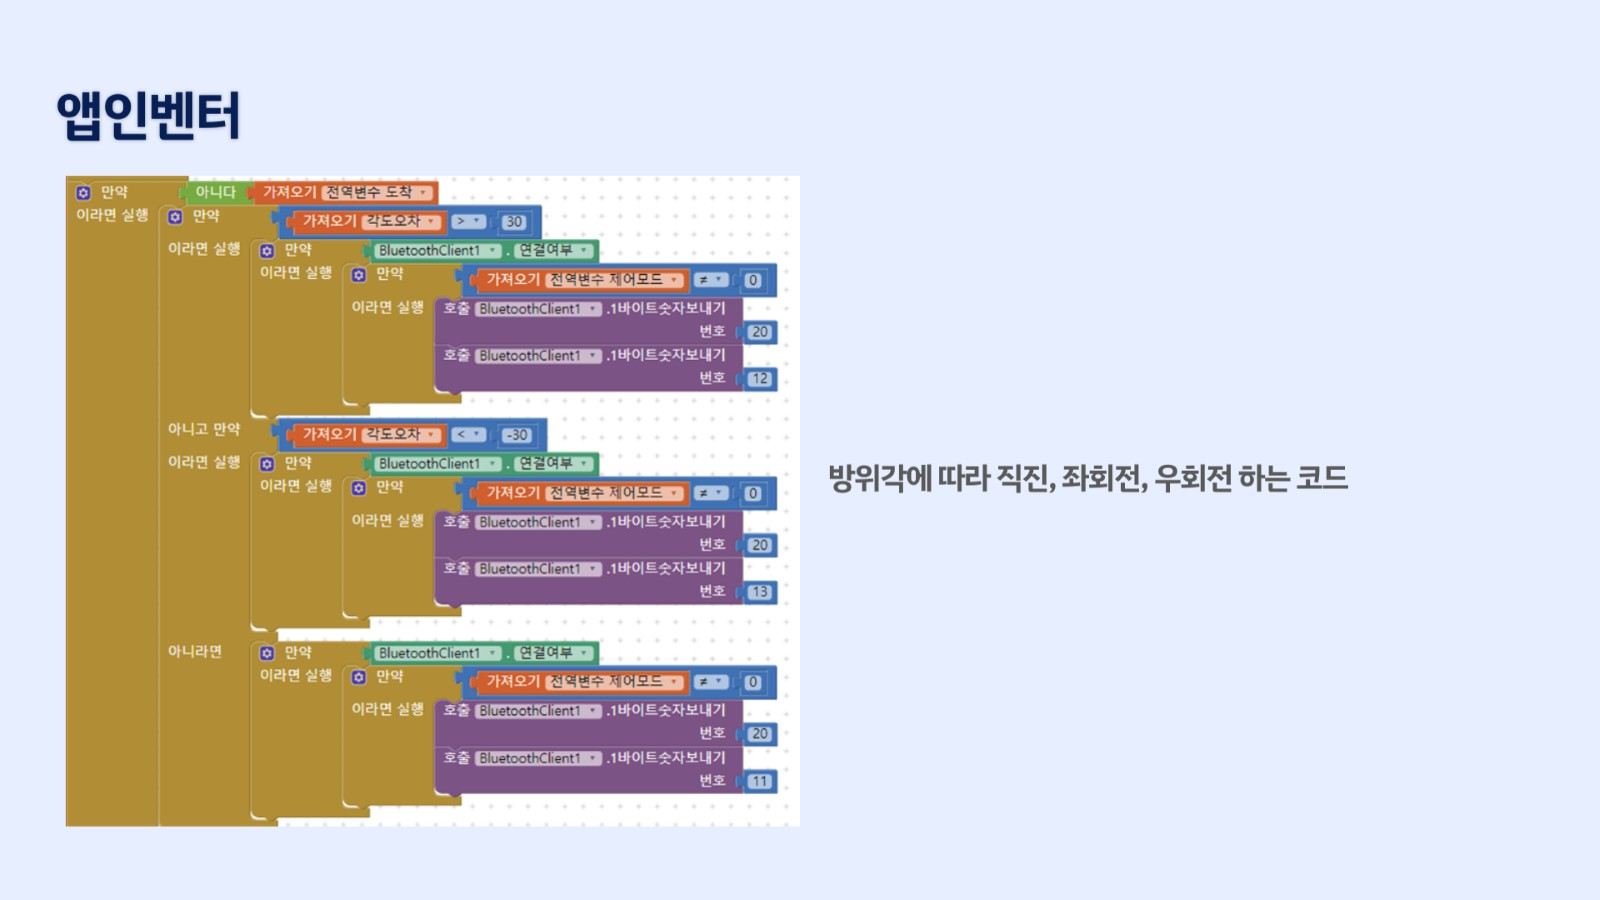 앱인벤터
만약 아니다 가져오기 전역변수 도착
이라면 실행 만약 가져오기 각도오차 > 30
이라면 실행 만약 BluetoothClient1 . 연결여부
이라면 실행 만약 가져오기 전역변수 제어모드 ≠ 0
이라면 실행 호출 BluetoothClient1 .1바이트숫자보내기
번호 20
호출 BluetoothClient1 .1바이트숫자보내기
번호 12
아니고 만약 가져오기 각도오차 < -30
이라면 실행 만약 BluetoothClient1 . 연결여부
이라면 실행 만약 가져오기 전역변수 제어모드 ≠ 0
이라면 실행 호출 BluetoothClient1 .1바이트숫자보내기
번호 20
호출 BluetoothClient1 .1바이트숫자보내기
번호 13
아니라면 만약 BluetoothClient1 . 연결여부
이라면 실행 만약 가져오기 전역변수 제어모드 ≠ 0
이라면 실행 호출 BluetoothClient1 .1바이트숫자보내기
번호 20
호출 BluetoothClient1 .1바이트숫자보내기
번호 11
방위각에 따라 직진, 좌회전, 우회전 하는 코드